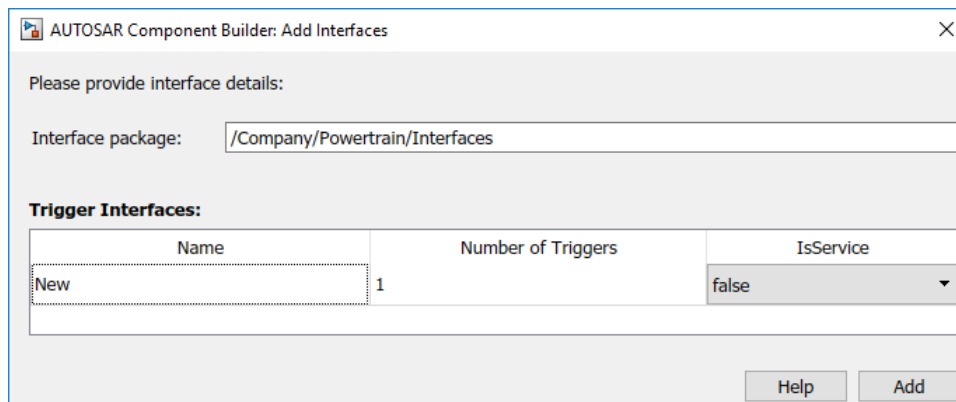 AUTOSAR Component Builder: Add Interfaces
Please provide interface details:
Interface package: /Company/Powertrain/Interfaces
Trigger Interfaces:
Name Number of Triggers IsService
New 1 false
Help Add